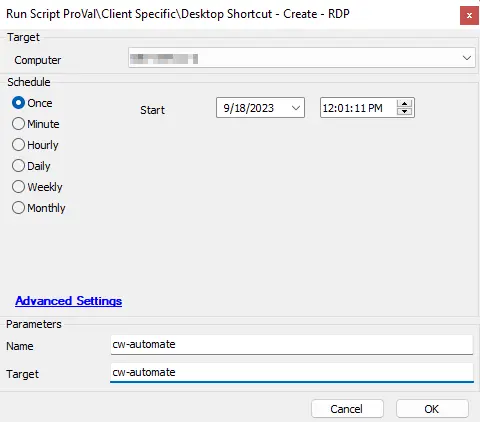 Run Script ProVal\Client Specific\Desktop Shortcut - Create - RDP x
Target
Computer
Schedule
Once Start 9/18/2023 12:01:11 PM
Minute
Hourly
Daily
Weekly
Monthly
Advanced Settings
Parameters
Name cw-automate
Target cw-automate
Cancel OK